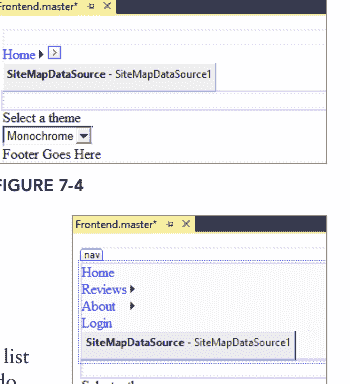 Frontend.master*
Home
SiteMapDataSource - SiteMapDataSource1
Select a theme
Monochrome
Footer Goes Here
FIGURE 7-4
Frontend.master*
nav
Home
Reviews
About
Login
SiteMapDataSource - SiteMapDataSource1
list
do